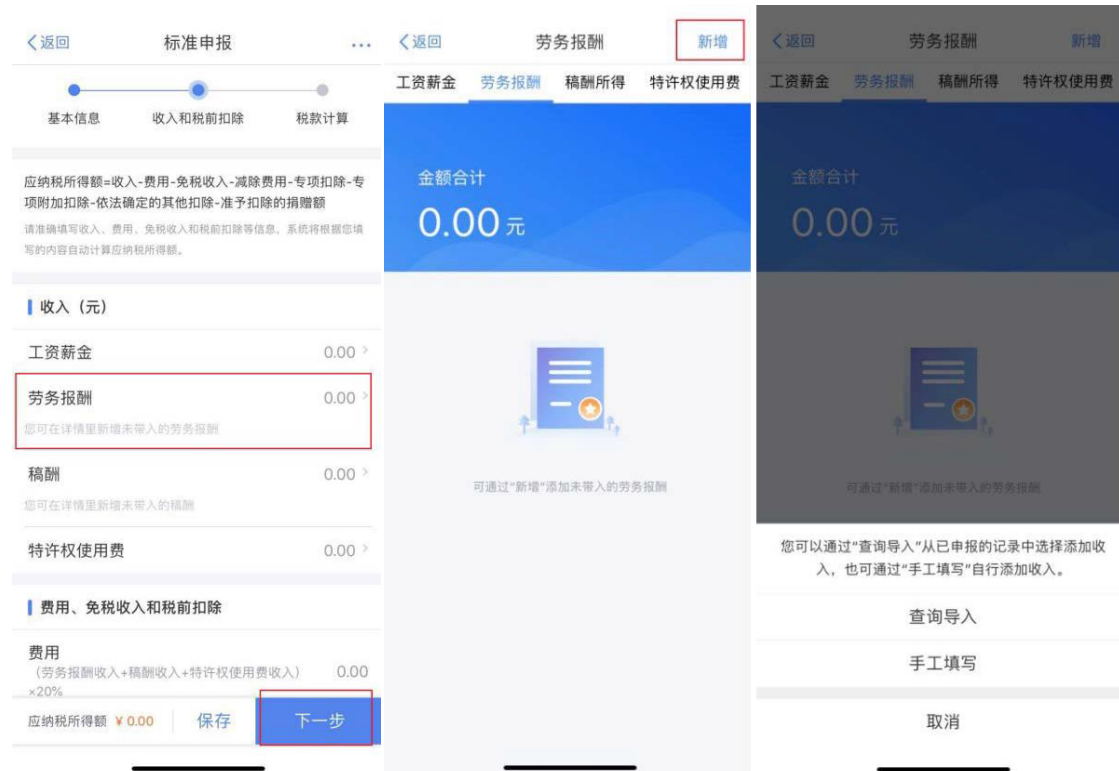 返回
标准申报
...
基本信息
收入和税前扣除
税款计算
应纳税所得额=收入-费用-免税收入-减除费用-专项扣除-专
项附加扣除-依法确定的其他扣除-准予扣除的捐赠额
请准确填写收入、费用、免税收入和税前扣除等信息，系统将根据您填
写的内容自动计算应纳税所得额。
收入（元）
工资薪金 0.00
劳务报酬 0.00
您可在详情里新增未带入的劳务报酬
稿酬 0.00
您可在详情里新增未带入的稿酬
特许权使用费 0.00
费用、免税收入和税前扣除
费用
（劳务报酬收入+稿酬收入+特许权使用费收入） 0.00
×20%
应纳税所得额 ¥0.00 保存 下一步
返回 劳务报酬 新增
工资薪金 劳务报酬 稿酬所得 特许权使用费
金额合计
0.00元
可通过“新增”添加未带入的劳务报酬
返回 劳务报酬 新增
工资薪金 劳务报酬 稿酬所得 特许权使用费
金额合计
0.00元
可通过“新增”添加未带入的劳务报酬
您可以通过“查询导入”从已申报的记录中选择添加收
入，也可通过“手工填写”自行添加收入。
查询导入
手工填写
取消